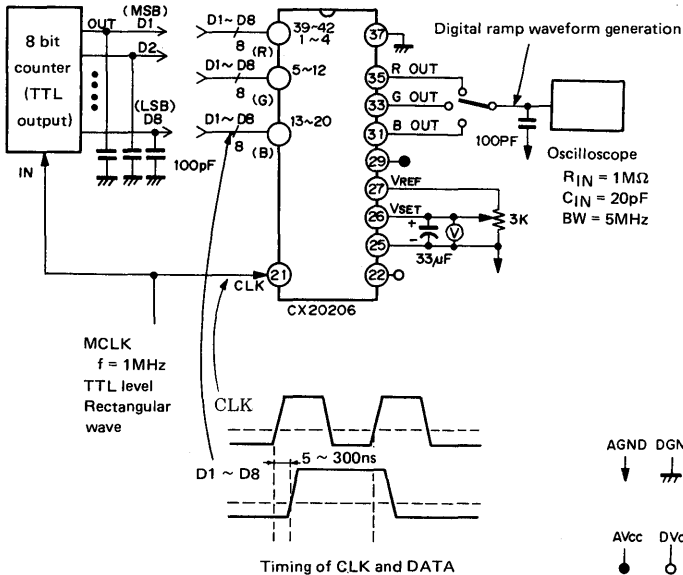 8 bit
counter
(TTL
output)
OUT
(MSB)
D1
D2
(LSB)
D8
IN
100pF
D1~ D8
8
(R)
D1~ D8
8
(G)
D1~ D8
8
(B)
39~42
1~4
5~12
13~20
21
CLK
CX20206
37
35
R OUT
33
G OUT
31
B OUT
29
27
VREF
26
VSET
25
22
+
−
33μF
V
3K
Digital ramp waveform generation
100PF
Oscilloscope
RIN = 1MΩ
CIN = 20pF
BW = 5MHz
MCLK
f = 1MHz
TTL level
Rectangular
wave
CLK
5 ~ 300ns
D1 ~ D8
Timing of CLK and DATA
AGND
DGN
AVcc
DVc